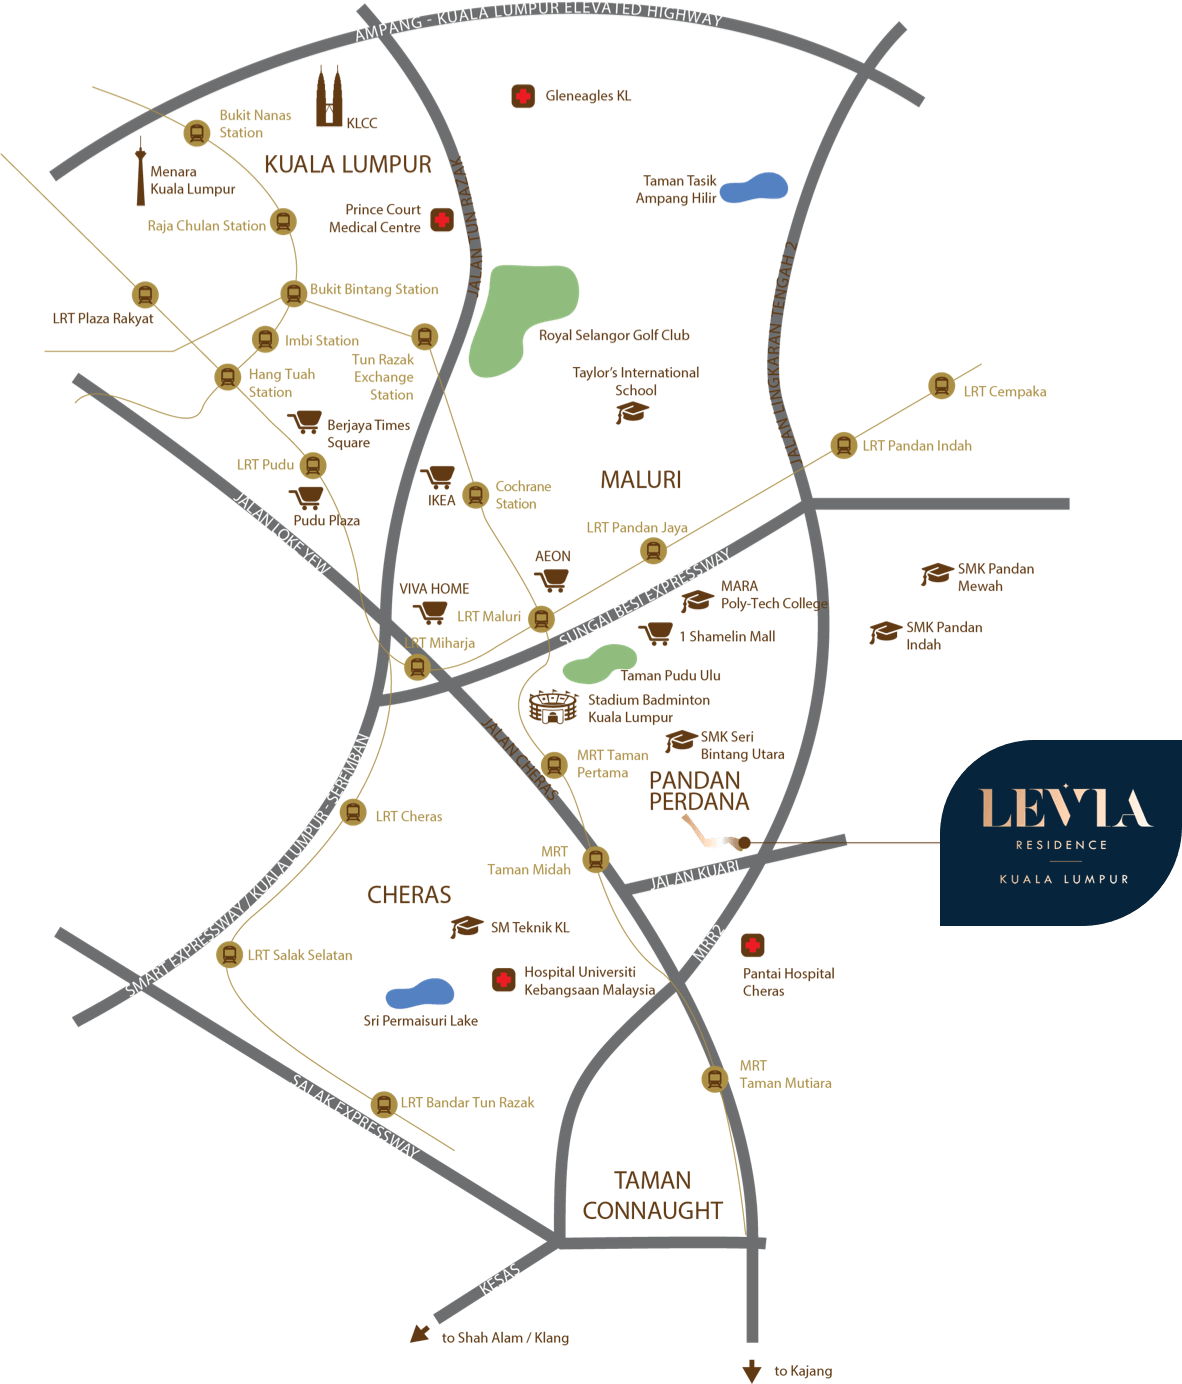 AMPANG - KUALA LUMPUR ELEVATED HIGHWAY
Gleneagles KL
Bukit Nanas
Station
KLCC
KUALA LUMPUR
Menara
Kuala Lumpur
Taman Tasik
Ampang Hilir
Prince Court
Medical Centre
Raja Chulan Station
JALAN TUN RAZAK
JALAN LINGKARAN TENGAH 2
Bukit Bintang Station
LRT Plaza Rakyat
Imbi Station
Royal Selangor Golf Club
Tun Razak
Exchange
Station
Hang Tuah
Station
Taylor's International
School
LRT Cempaka
Berjaya Times
Square
LRT Pandan Indah
LRT Pudu
MALURI
Cochrane
Station
IKEA
Pudu Plaza
JALAN LOKE YEW
LRT Pandan Jaya
AEON
SUNGAI BESI EXPRESSWAY
SMK Pandan
Mewah
VIVA HOME
MARA
Poly-Tech College
LRT Maluri
1 Shamelin Mall
SMK Pandan
Indah
LRT Miharja
Taman Pudu Ulu
Stadium Badminton
Kuala Lumpur
SMK Seri
Bintang Utara
JALAN CHERAS
MRT Taman
Pertama
PANDAN
PERDANA
LEVIA
RESIDENCE
KUALA LUMPUR
SMART EXPRESSWAY / KUALA LUMPUR - SEREMBAN
LRT Cheras
MRT
Taman Midah
JALAN KUARI
CHERAS
SM Teknik KL
MRR2
LRT Salak Selatan
Hospital Universiti
Kebangsaan Malaysia
Pantai Hospital
Cheras
Sri Permaisuri Lake
MRT
Taman Mutiara
LRT Bandar Tun Razak
SALAK EXPRESSWAY
TAMAN
CONNAUGHT
KESAS
to Shah Alam / Klang
to Kajang